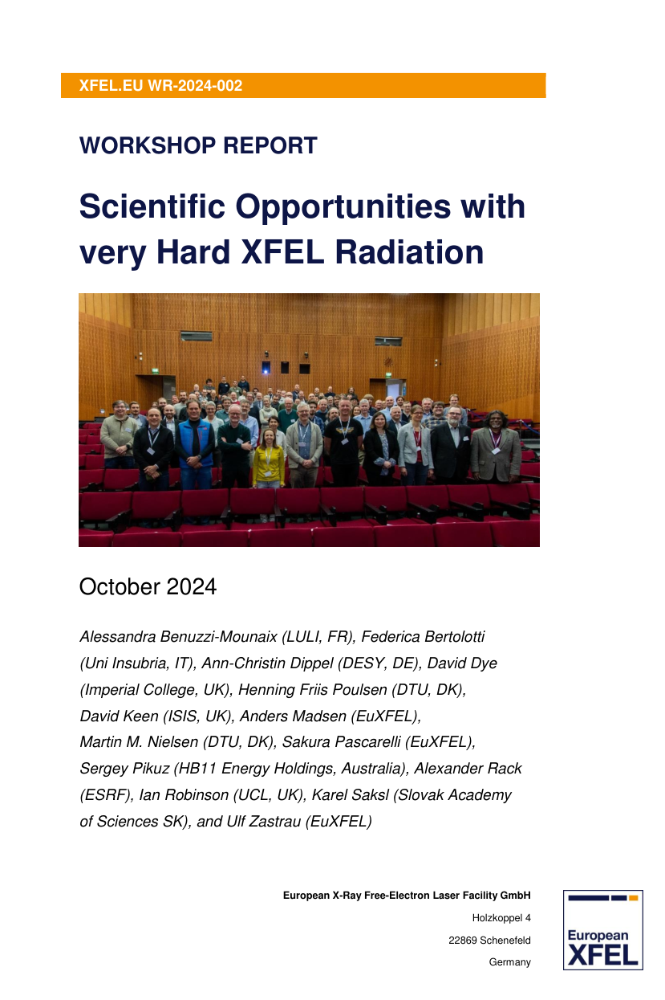 XFEL.EU WR-2024-002
WORKSHOP REPORT
Scientific Opportunities with
very Hard XFEL Radiation
October 2024
Alessandra Benuzzi-Mounaix (LULI, FR), Federica Bertolotti
(Uni Insubria, IT), Ann-Christin Dippel (DESY, DE), David Dye
(Imperial College, UK), Henning Friis Poulsen (DTU, DK),
David Keen (ISIS, UK), Anders Madsen (EuXFEL),
Martin M. Nielsen (DTU, DK), Sakura Pascarelli (EuXFEL),
Sergey Pikuz (HB11 Energy Holdings, Australia), Alexander Rack
(ESRF), Ian Robinson (UCL, UK), Karel Saksl (Slovak Academy
of Sciences SK), and Ulf Zastrau (EuXFEL)
European X-Ray Free-Electron Laser Facility GmbH
Holzkoppel 4
22869 Schenefeld
Germany
European
XFEL